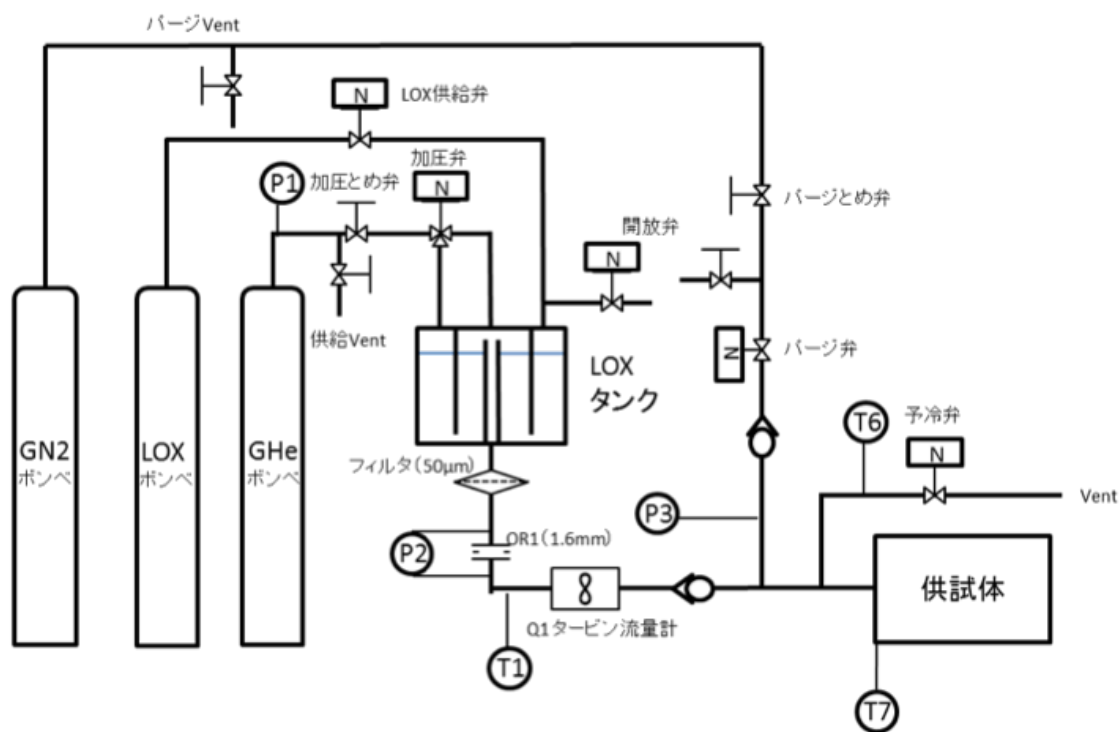 パージVent
N
LOX供給弁
加圧弁
P1
加圧とめ弁
N
パージとめ弁
開放弁
N
供給Vent
N
パージ弁
LOX
タンク
T6
予冷弁
N
GN2
ボンベ
LOX
ボンベ
GHe
ボンベ
フィルタ(50μm)
Vent
P3
OR1(1.6mm)
P2
供試体
Q1タービン流量計
T1
T7